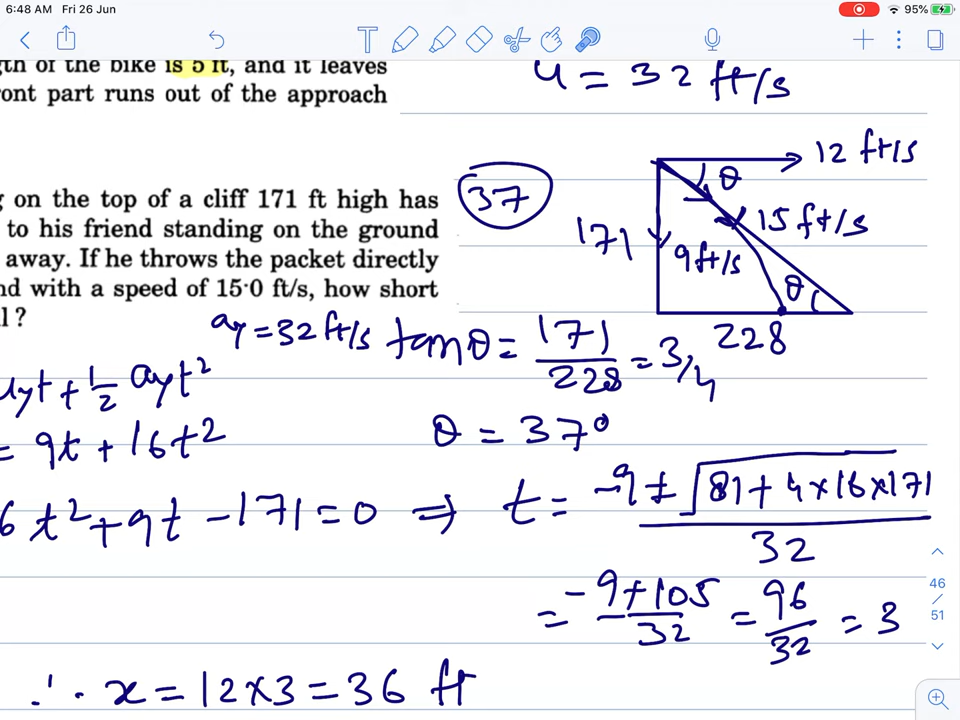 6:48 AM Fri 26 Jun
95%
T
gth of the bike is 5 ft, and it leaves
ront part runs out of the approach
u = 32 ft/s
12 ft/s
θ
37
15 ft/s
171
9 ft/s
θ
228
g on the top of a cliff 171 ft high has
to his friend standing on the ground
away. If he throws the packet directly
nd with a speed of 15·0 ft/s, how short
l ?
ay = 32 ft/s
tanθ = 171/228 = 3/4
uyt + 1/2 ayt²
θ = 37°
= 9t + 16t²
6t² + 9t - 171 = 0 ⇒ t = -9 ± √81 + 4×16×171
32
= -9 + 105 / 32 = 96/32 = 3
∴ x = 12 × 3 = 36 ft
46
/
51